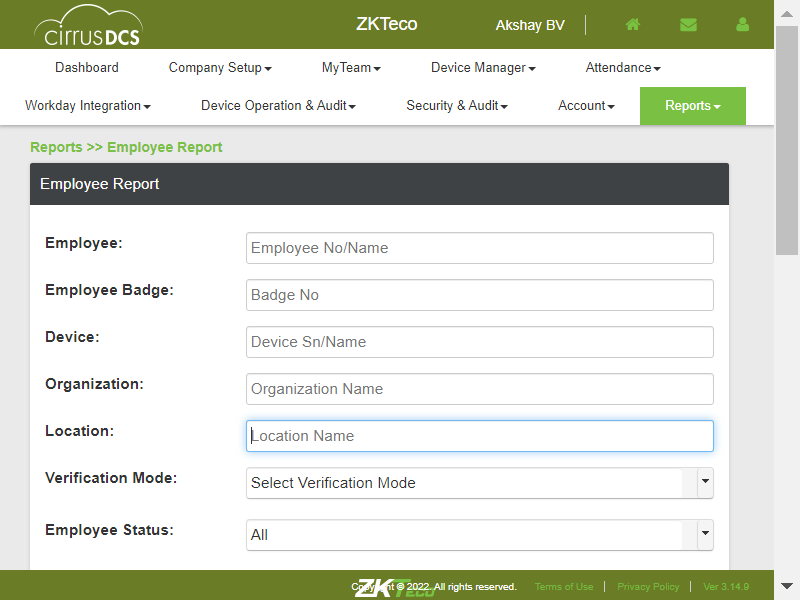 cirrusDCS
ZKTeco
Akshay BV
Dashboard
Company Setup
MyTeam
Device Manager
Attendance
Workday Integration
Device Operation & Audit
Security & Audit
Account
Reports
Reports >> Employee Report
Employee Report
Employee:
Employee No/Name
Employee Badge:
Badge No
Device:
Device Sn/Name
Organization:
Organization Name
Location:
Location Name
Verification Mode:
Select Verification Mode
Employee Status:
All
ZKTeco
Copyright © 2022. All rights reserved.
Terms of Use
Privacy Policy
Ver 3.14.9